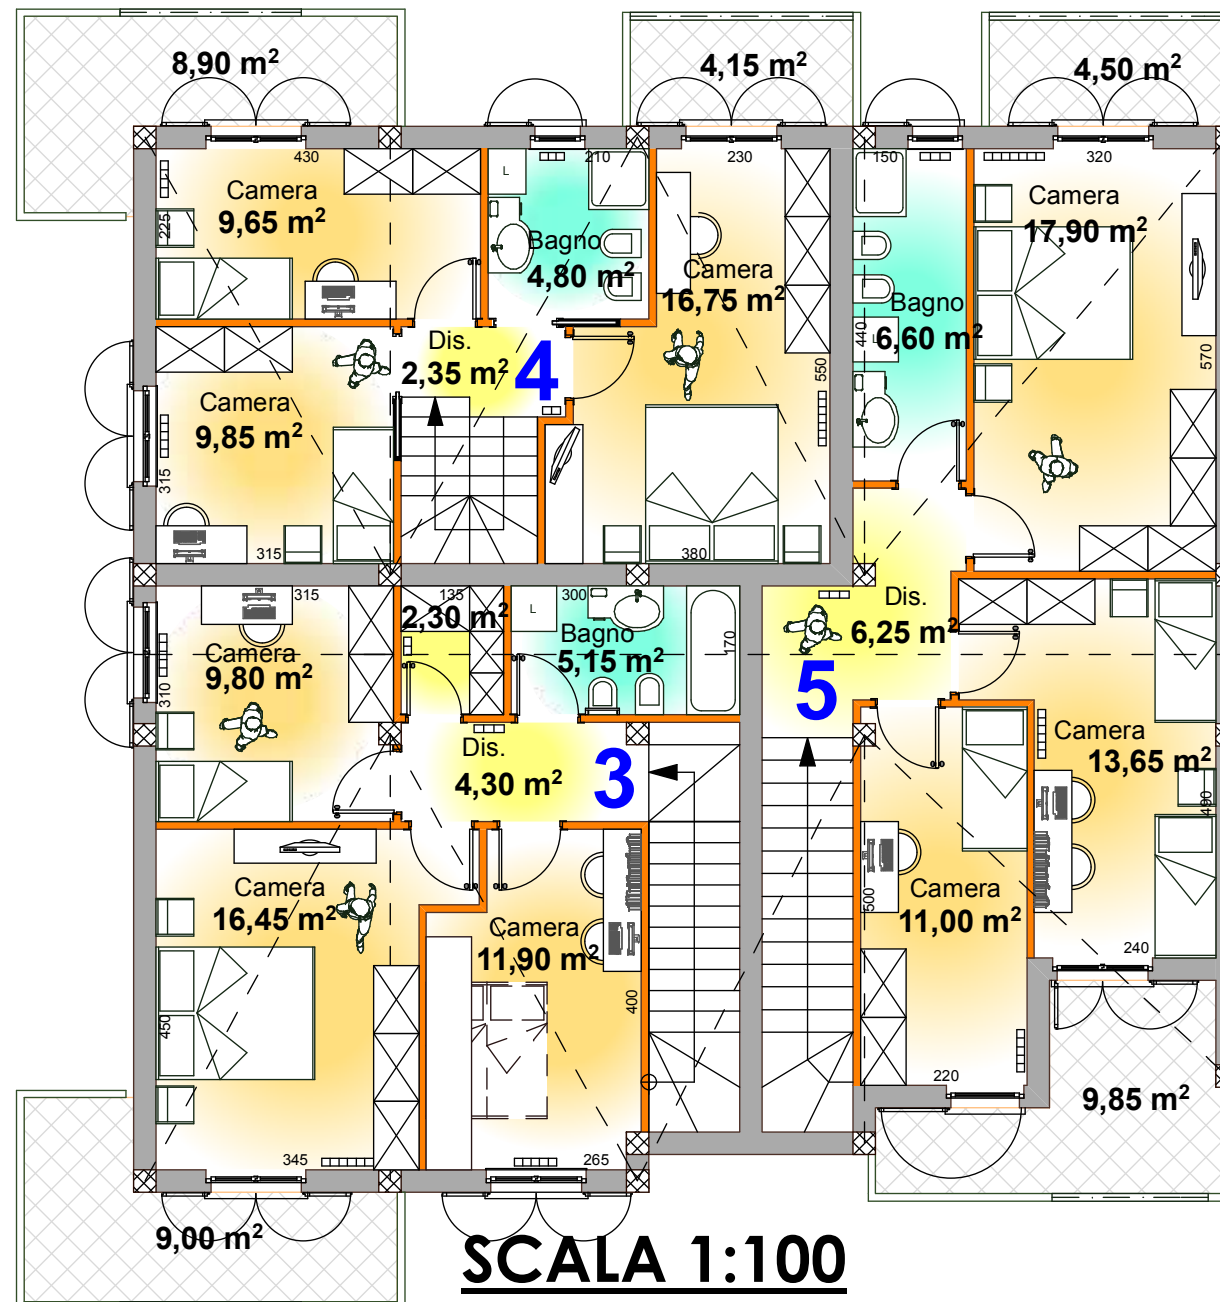 8,90 m²
4,15 m²
4,50 m²
430
210
230
150
320
Camera
9,65 m²
225
L
Bagno
4,80 m²
Camera
16,75 m²
550
Bagno
6,60 m²
440
L
Camera
17,90 m²
570
Dis.
2,35 m²
4
Camera
9,85 m²
315
315
380
315
135
300
2,30 m²
L
Bagno
5,15 m²
170
Dis.
6,25 m²
5
Camera
9,80 m²
310
Dis.
4,30 m²
3
Camera
13,65 m²
490
Camera
16,45 m²
450
Camera
11,90 m²
400
Camera
11,00 m²
500
240
220
9,85 m²
345
265
9,00 m²
SCALA 1:100